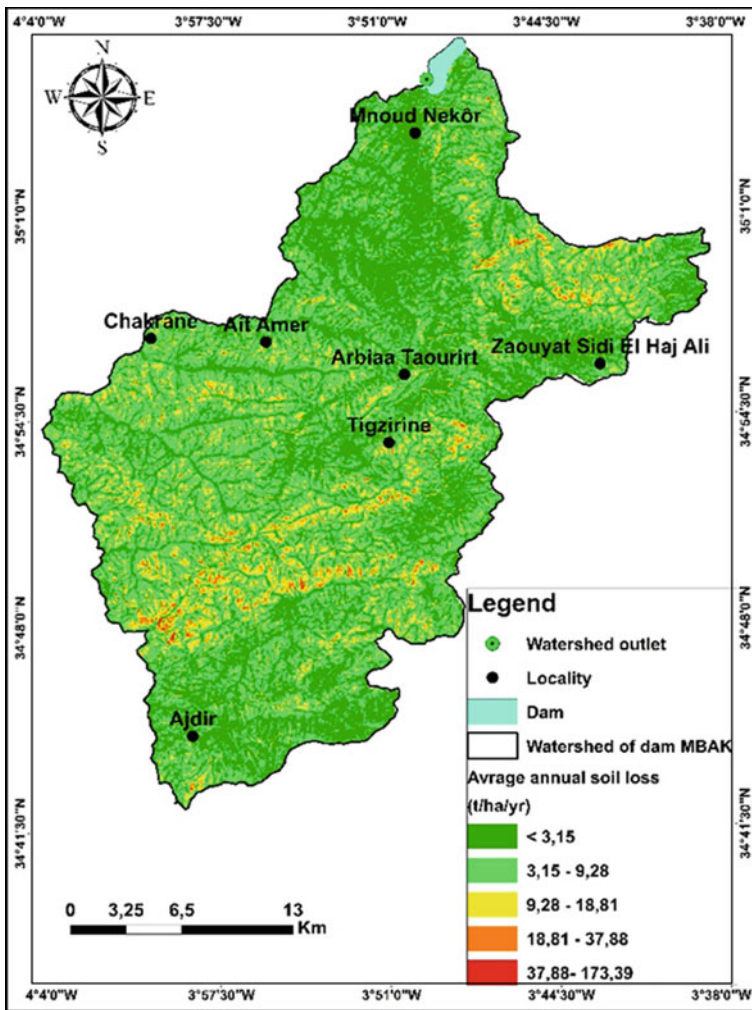 4°4'0"W 3°57'30"W 3°51'0"W 3°44'30"W 3°38'0"W
N
W E
S
Mnoud Nekôr
35°1'0"N 35°1'0"N
Chakrane
Ait Amer
Arbiaa Taourirt
Zaouyat Sidi El Haj Ali
34°54'30"N 34°54'30"N
Tigzirine
34°48'0"N 34°48'0"N
Ajdir
34°41'30"N 34°41'30"N
Legend
Watershed outlet
Locality
Dam
Watershed of dam MBAK
Avrage annual soil loss
(t/ha/yr)
< 3,15
3,15 - 9,28
9,28 - 18,81
18,81 - 37,88
37,88- 173,39
0 3,25 6,5 13
Km
4°4'0"W 3°57'30"W 3°51'0"W 3°44'30"W 3°38'0"W